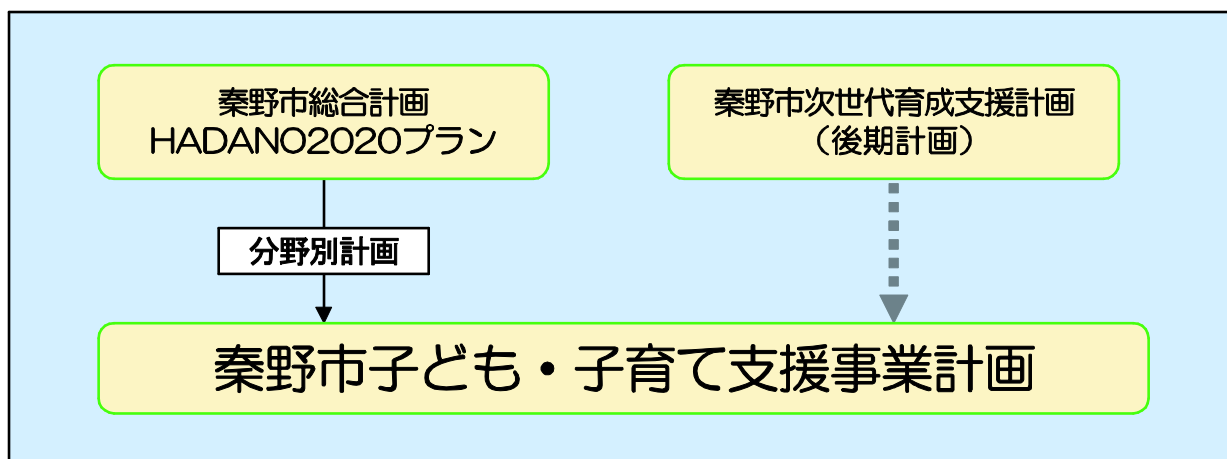 秦野市総合計画
HADANO2020プラン
秦野市次世代育成支援計画
（後期計画）
分野別計画
秦野市子ども・子育て支援事業計画